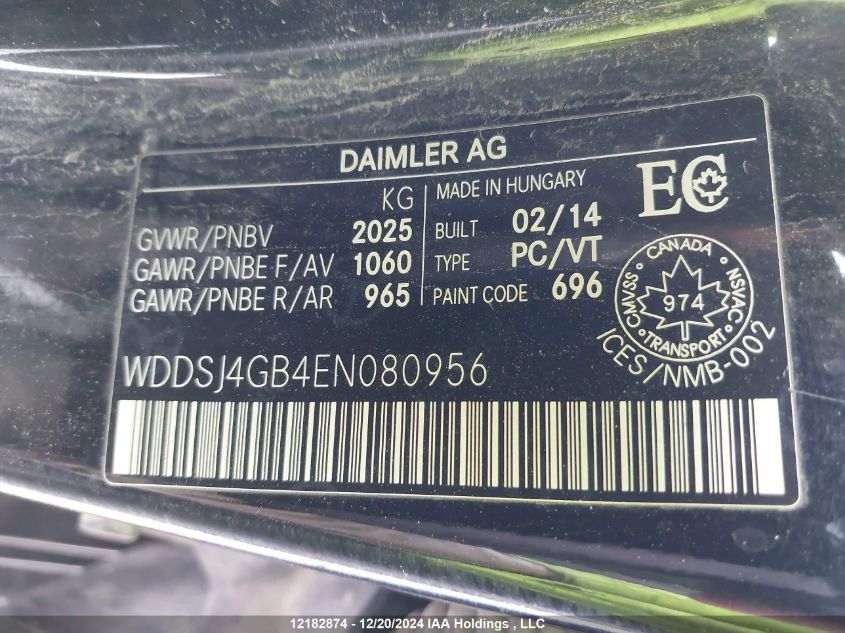 DAIMLER AG
KG
GVWR/PNBV 2025
GAWR/PNBE F/AV 1060
GAWR/PNBE R/AR 965
MADE IN HUNGARY
BUILT 02/14
TYPE PC/VT
PAINT CODE 696
EC
CANADA
CMVSS 974 NSVAC
TRANSPORT
ICES/NMB-002
WDDSJ4GB4EN080956
12182874 - 12/20/2024 IAA Holdings, LLC